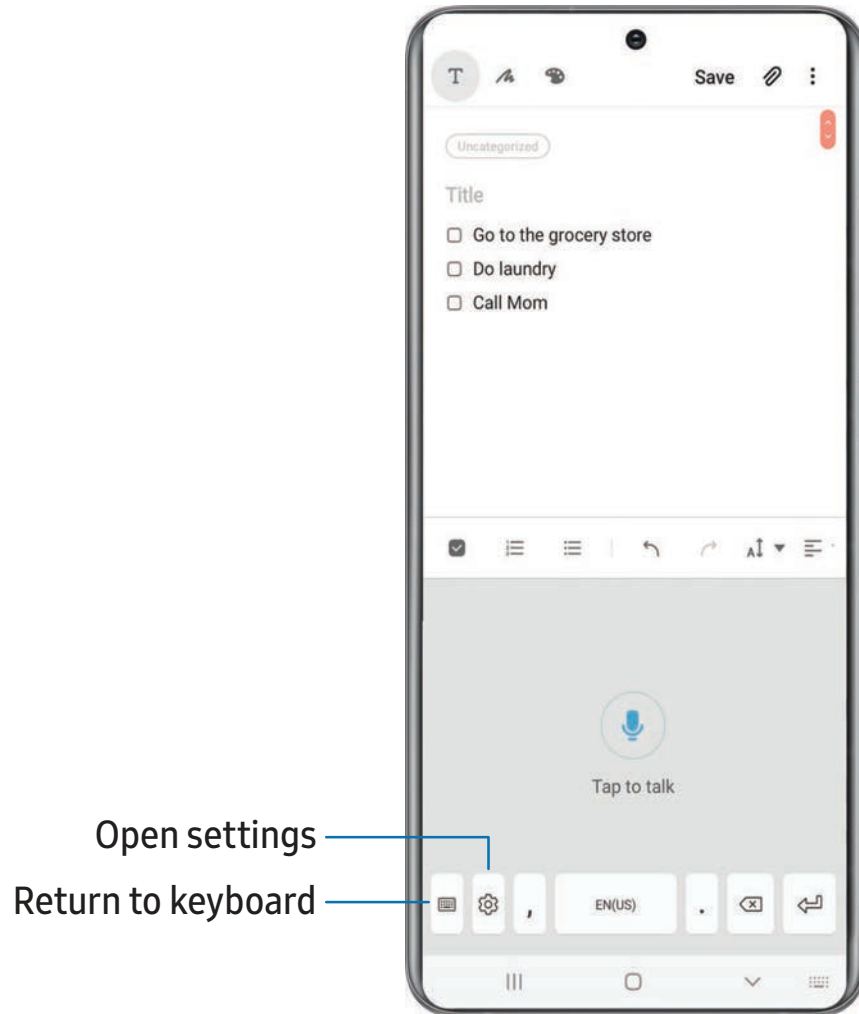 T
Save
Uncategorized
Title
Go to the grocery store
Do laundry
Call Mom
Tap to talk
Open settings
Return to keyboard
, EN(US) .